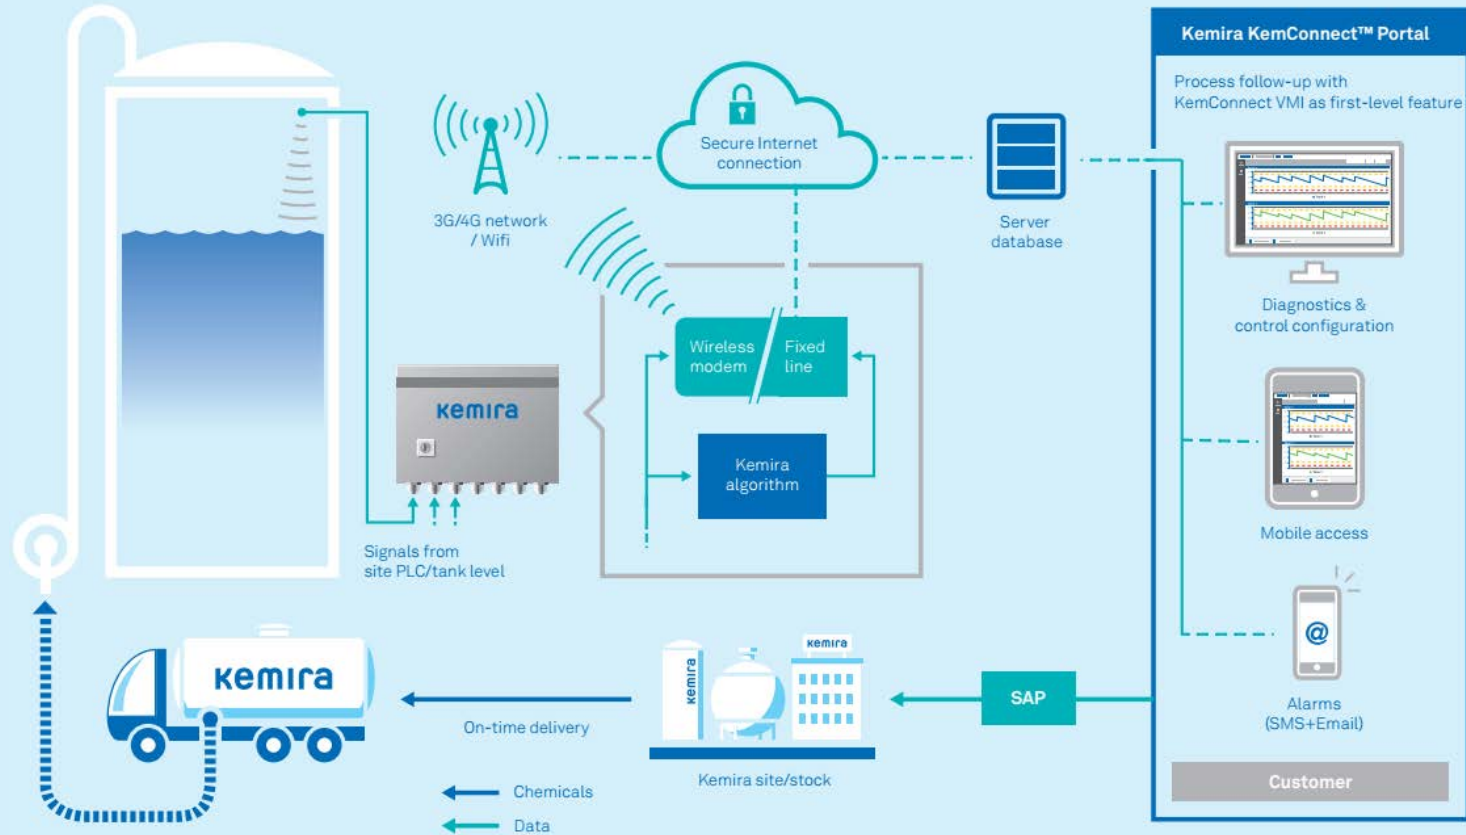 Kemira KemConnect™ Portal
Process follow-up with
KemConnect VMI as first-level feature
Secure Internet
connection
3G/4G network
/ Wifi
Server
database
Diagnostics &
control configuration
Wireless
modem
Fixed
line
kemira
Kemira
algorithm
Signals from
site PLC/tank level
Mobile access
@
Alarms
(SMS+Email)
kemira
kemira
kemira
SAP
On-time delivery
Kemira site/stock
Customer
Chemicals
Data